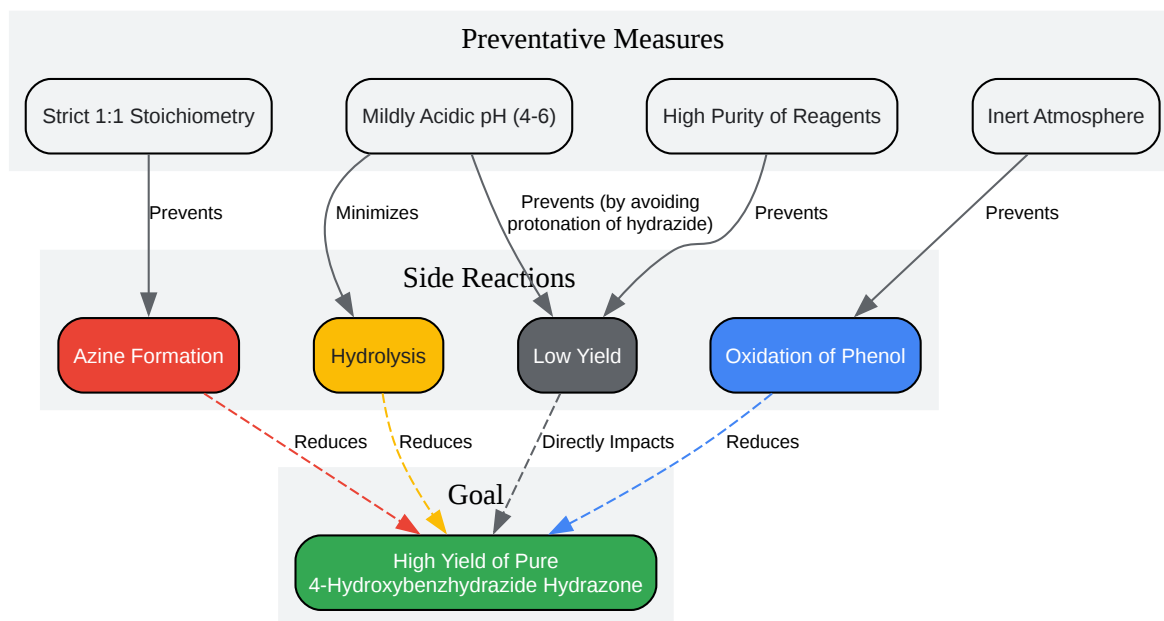 Preventative Measures
Strict 1:1 Stoichiometry
Mildly Acidic pH (4-6)
High Purity of Reagents
Inert Atmosphere
Prevents
Minimizes
Prevents (by avoiding
protonation of hydrazide)
Prevents
Prevents
Side Reactions
Azine Formation
Hydrolysis
Low Yield
Oxidation of Phenol
Reduces
Reduces
Directly Impacts
Reduces
Goal
High Yield of Pure
4-Hydroxybenzhydrazide Hydrazone